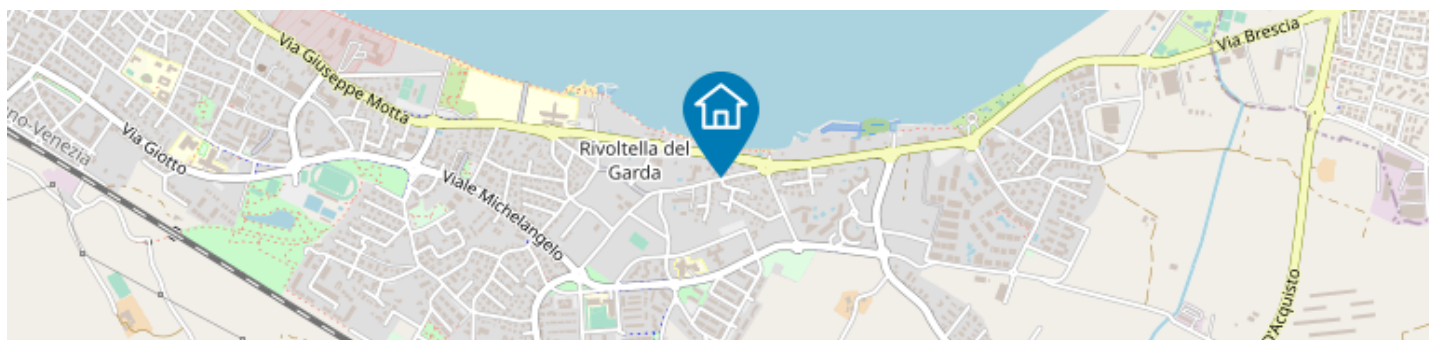 Via Brescia
Via Giuseppe Motta
no-Venezia
Via Giotto
Rivoltella del
Garda
Viale Michelangelo
D'Acquisto